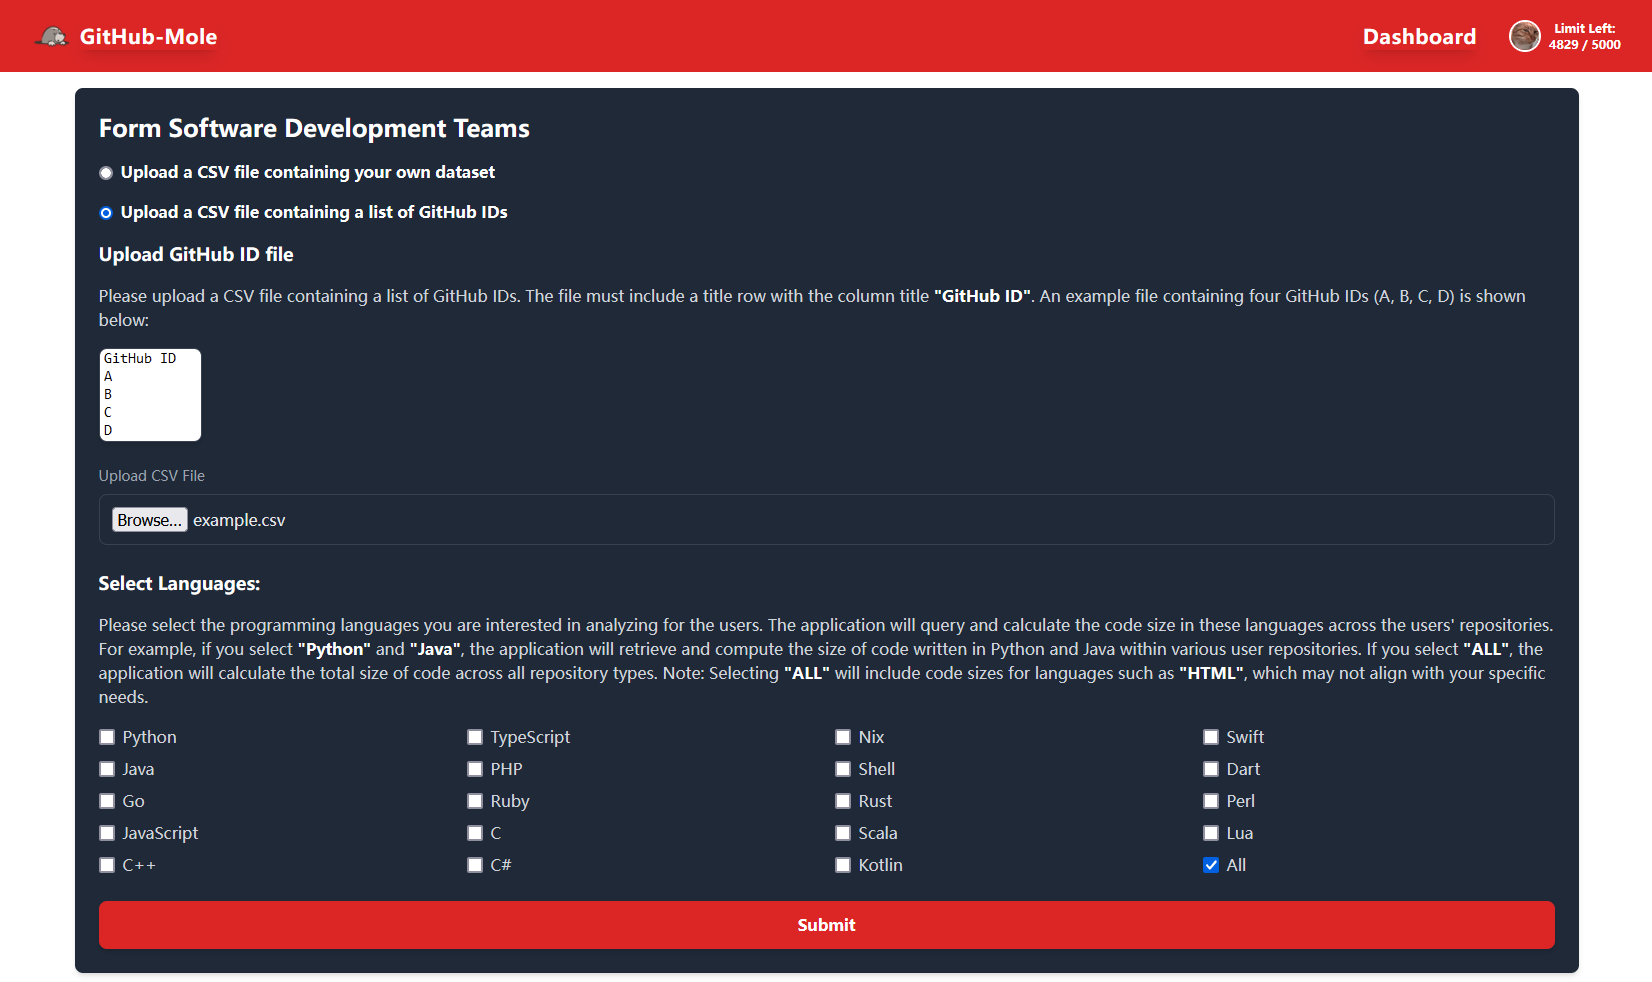 GitHub-Mole
Dashboard
Limit Left:
4829 / 5000
Form Software Development Teams
Upload a CSV file containing your own dataset
Upload a CSV file containing a list of GitHub IDs
Upload GitHub ID file
Please upload a CSV file containing a list of GitHub IDs. The file must include a title row with the column title "GitHub ID". An example file containing four GitHub IDs (A, B, C, D) is shown
below:
GitHub ID
A
B
C
D
Upload CSV File
Browse... example.csv
Select Languages:
Please select the programming languages you are interested in analyzing for the users. The application will query and calculate the code size in these languages across the users' repositories.
For example, if you select "Python" and "Java", the application will retrieve and compute the size of code written in Python and Java within various user repositories. If you select "ALL", the
application will calculate the total size of code across all repository types. Note: Selecting "ALL" will include code sizes for languages such as "HTML", which may not align with your specific
needs.
Python TypeScript Nix Swift
Java PHP Shell Dart
Go Ruby Rust Perl
JavaScript C Scala Lua
C++ C# Kotlin All
Submit